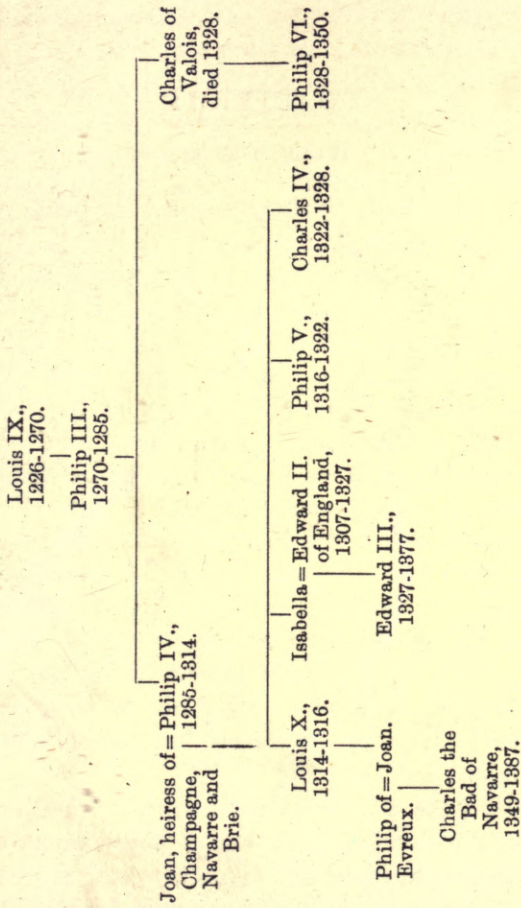 Louis IX.,
1226-1270.
Philip III.,
1270-1285.
Joan, heiress of = Philip IV.,
Champagne, 1285-1314.
Navarre and
Brie.
Charles of
Valois,
died 1328.
Louis X.,
1314-1316.
Isabella = Edward II.
of England,
1307-1327.
Philip V.,
1316-1322.
Charles IV.,
1322-1328.
Philip VI.,
1328-1350.
Philip of = Joan.
Evreux.
Edward III.,
1327-1377.
Charles the
Bad of
Navarre,
1349-1387.